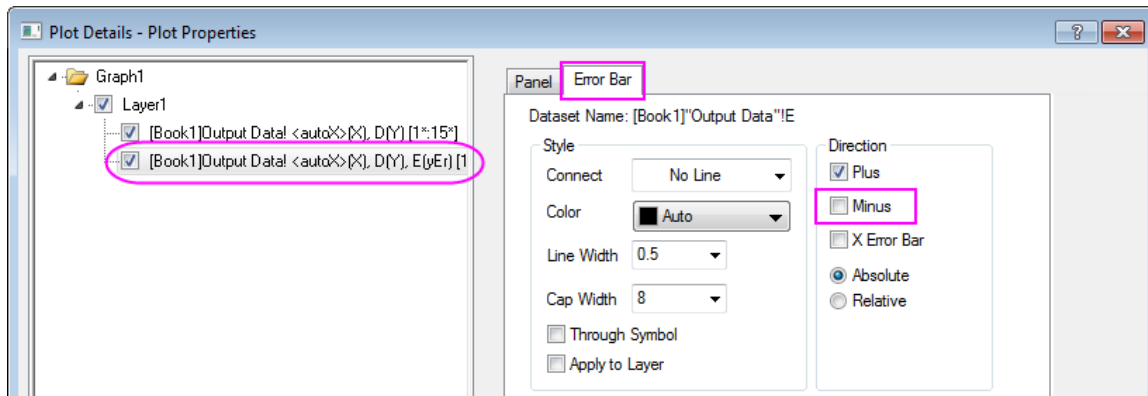 Plot Details - Plot Properties
Graph1
Layer1
[Book1]Output Data! <autoX>(X), D(Y) [1*:15*]
[Book1]Output Data! <autoX>(X), D(Y), E(yEr) [1
Panel
Error Bar
Dataset Name: [Book1]"Output Data"!E
Style
Connect
No Line
Color
Auto
Line Width
0.5
Cap Width
8
Through Symbol
Apply to Layer
Direction
Plus
Minus
X Error Bar
Absolute
Relative